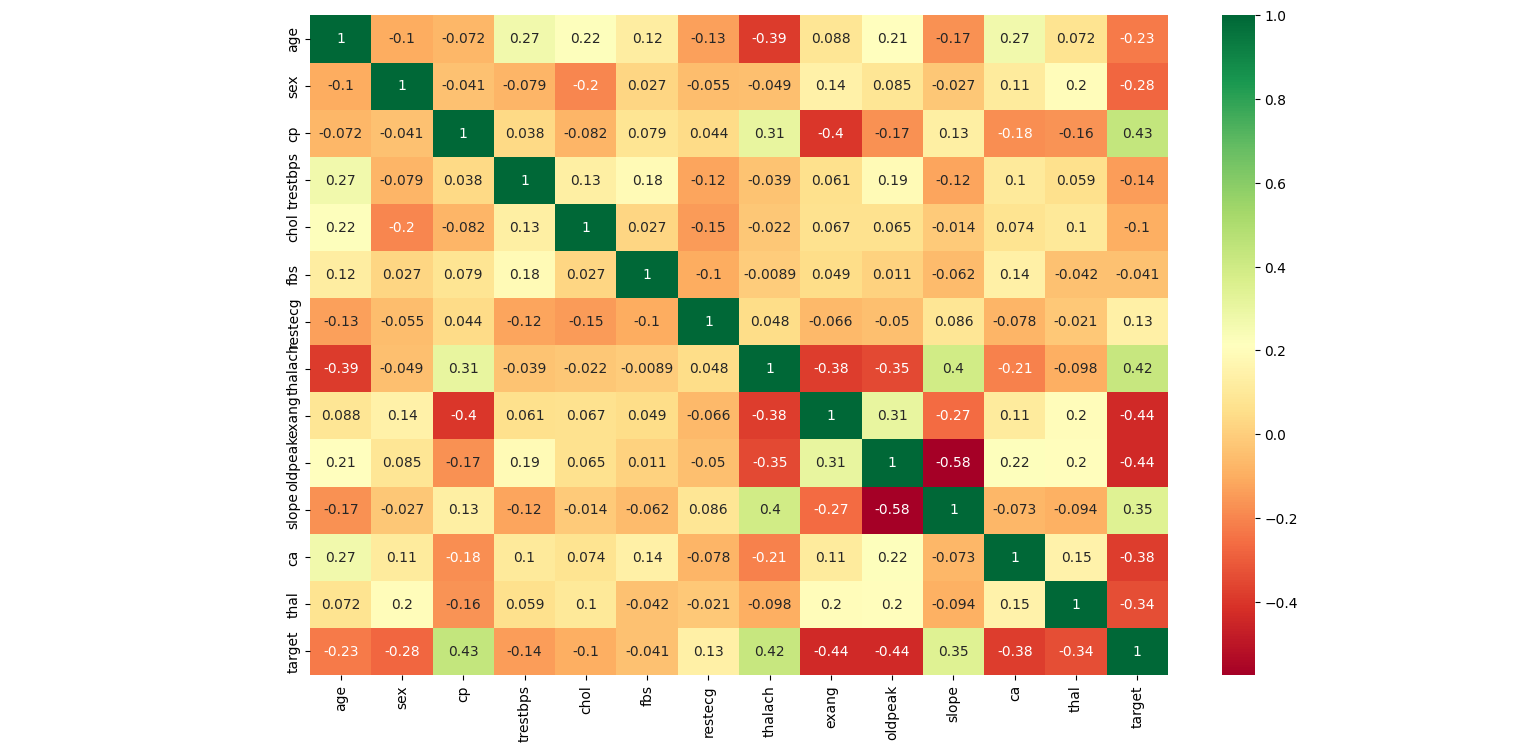 age 1 -0.1 -0.072 0.27 0.22 0.12 -0.13 -0.39 0.088 0.21 -0.17 0.27 0.072 -0.23
sex -0.1 1 -0.041 -0.079 -0.2 0.027 -0.055 -0.049 0.14 0.085 -0.027 0.11 0.2 -0.28
cp -0.072 -0.041 1 0.038 -0.082 0.079 0.044 0.31 -0.4 -0.17 0.13 -0.18 -0.16 0.43
trestbps 0.27 -0.079 0.038 1 0.13 0.18 -0.12 -0.039 0.061 0.19 -0.12 0.1 0.059 -0.14
chol 0.22 -0.2 -0.082 0.13 1 0.027 -0.15 -0.022 0.067 0.065 -0.014 0.074 0.1 -0.1
fbs 0.12 0.027 0.079 0.18 0.027 1 -0.1 -0.0089 0.049 0.011 -0.062 0.14 -0.042 -0.041
restecg -0.13 -0.055 0.044 -0.12 -0.15 -0.1 1 0.048 -0.066 -0.05 0.086 -0.078 -0.021 0.13
thalach -0.39 -0.049 0.31 -0.039 -0.022 -0.0089 0.048 1 -0.38 -0.35 0.4 -0.21 -0.098 0.42
exang 0.088 0.14 -0.4 0.061 0.067 0.049 -0.066 -0.38 1 0.31 -0.27 0.11 0.2 -0.44
oldpeak 0.21 0.085 -0.17 0.19 0.065 0.011 -0.05 -0.35 0.31 1 -0.58 0.22 0.2 -0.44
slope -0.17 -0.027 0.13 -0.12 -0.014 -0.062 0.086 0.4 -0.27 -0.58 1 -0.073 -0.094 0.35
ca 0.27 0.11 -0.18 0.1 0.074 0.14 -0.078 -0.21 0.11 0.22 -0.073 1 0.15 -0.38
thal 0.072 0.2 -0.16 0.059 0.1 -0.042 -0.021 -0.098 0.2 0.2 -0.094 0.15 1 -0.34
target -0.23 -0.28 0.43 -0.14 -0.1 -0.041 0.13 0.42 -0.44 -0.44 0.35 -0.38 -0.34 1
age sex cp trestbps chol fbs restecg thalach exang oldpeak slope ca thal target
1.0
0.8
0.6
0.4
0.2
0.0
−0.2
−0.4